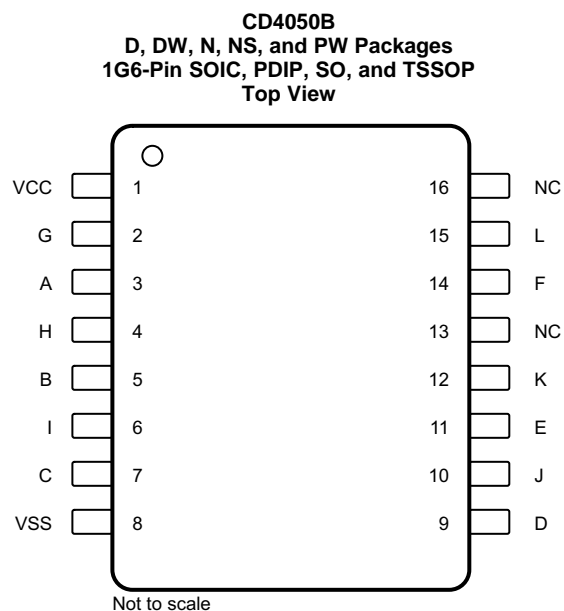 CD4050B
D, DW, N, NS, and PW Packages
1G6-Pin SOIC, PDIP, SO, and TSSOP
Top View
VCC 1 16 NC
G 2 15 L
A 3 14 F
H 4 13 NC
B 5 12 K
I 6 11 E
C 7 10 J
VSS 8 9 D
Not to scale